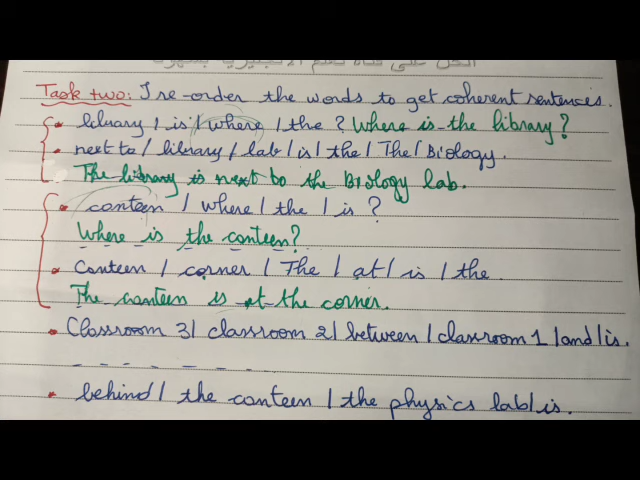 Task two: I re-order the words to get coherent sentences.
• library / is / where / the ? Where is the library?
• next to / library / lab / is / the / The / Biology.
The library is next to the Biology lab.
• canteen / where / the / is ?
Where is the canteen?
• Canteen / corner / The / at / is / the
The canteen is at the corner.
• Classroom 3 / classroom 2 / between / classroom 1 / and / is.
• behind / the canteen / the physics lab / is.